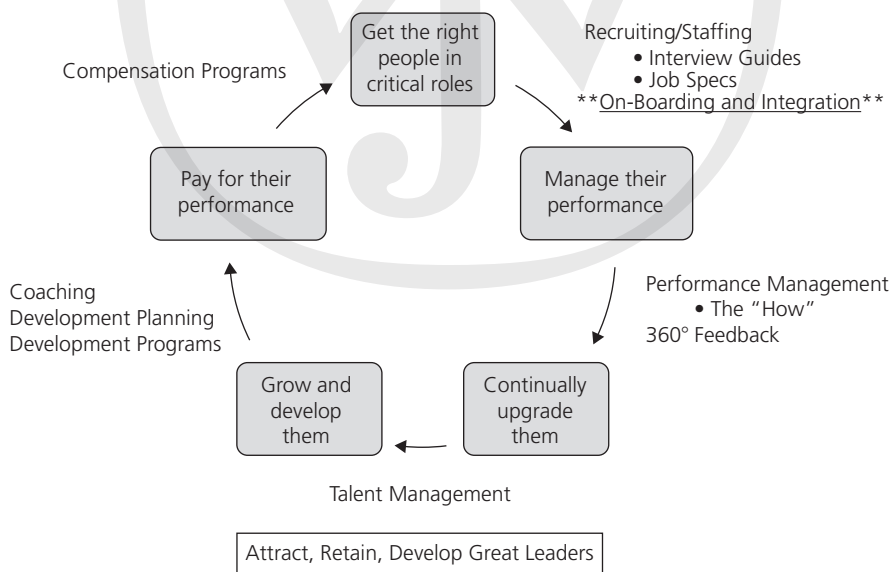 Get the right
people in
critical roles
Recruiting/Staffing
• Interview Guides
• Job Specs
**On-Boarding and Integration**
Compensation Programs
Pay for their
performance
Manage their
performance
Performance Management
• The “How”
360° Feedback
Coaching
Development Planning
Development Programs
Grow and
develop
them
Continually
upgrade
them
Talent Management
Attract, Retain, Develop Great Leaders